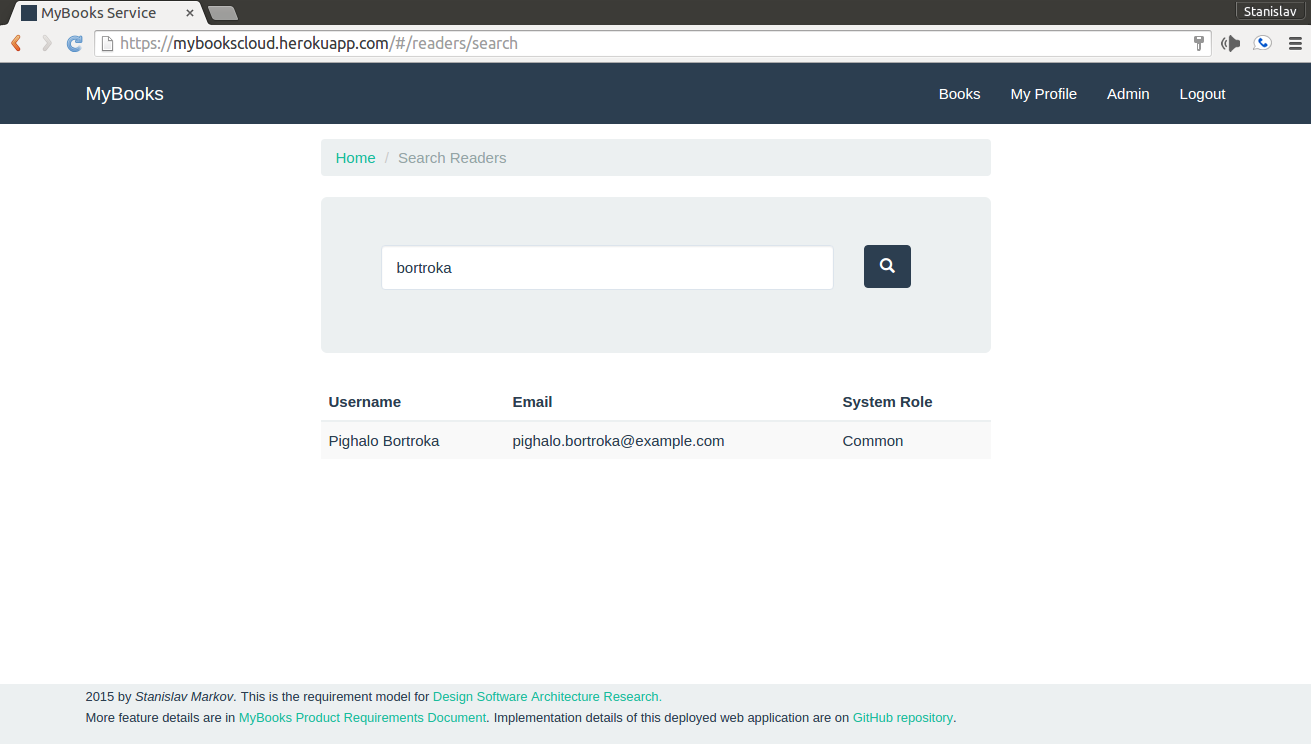 MyBooks Service
Stanislav
https://mybookscloud.herokuapp.com/#/readers/search
MyBooks Books My Profile Admin Logout
Home / Search Readers
bortroka
Username Email System Role
Pighalo Bortroka pighalo.bortroka@example.com Common
2015 by Stanislav Markov. This is the requirement model for Design Software Architecture Research.
More feature details are in MyBooks Product Requirements Document. Implementation details of this deployed web application are on GitHub repository.